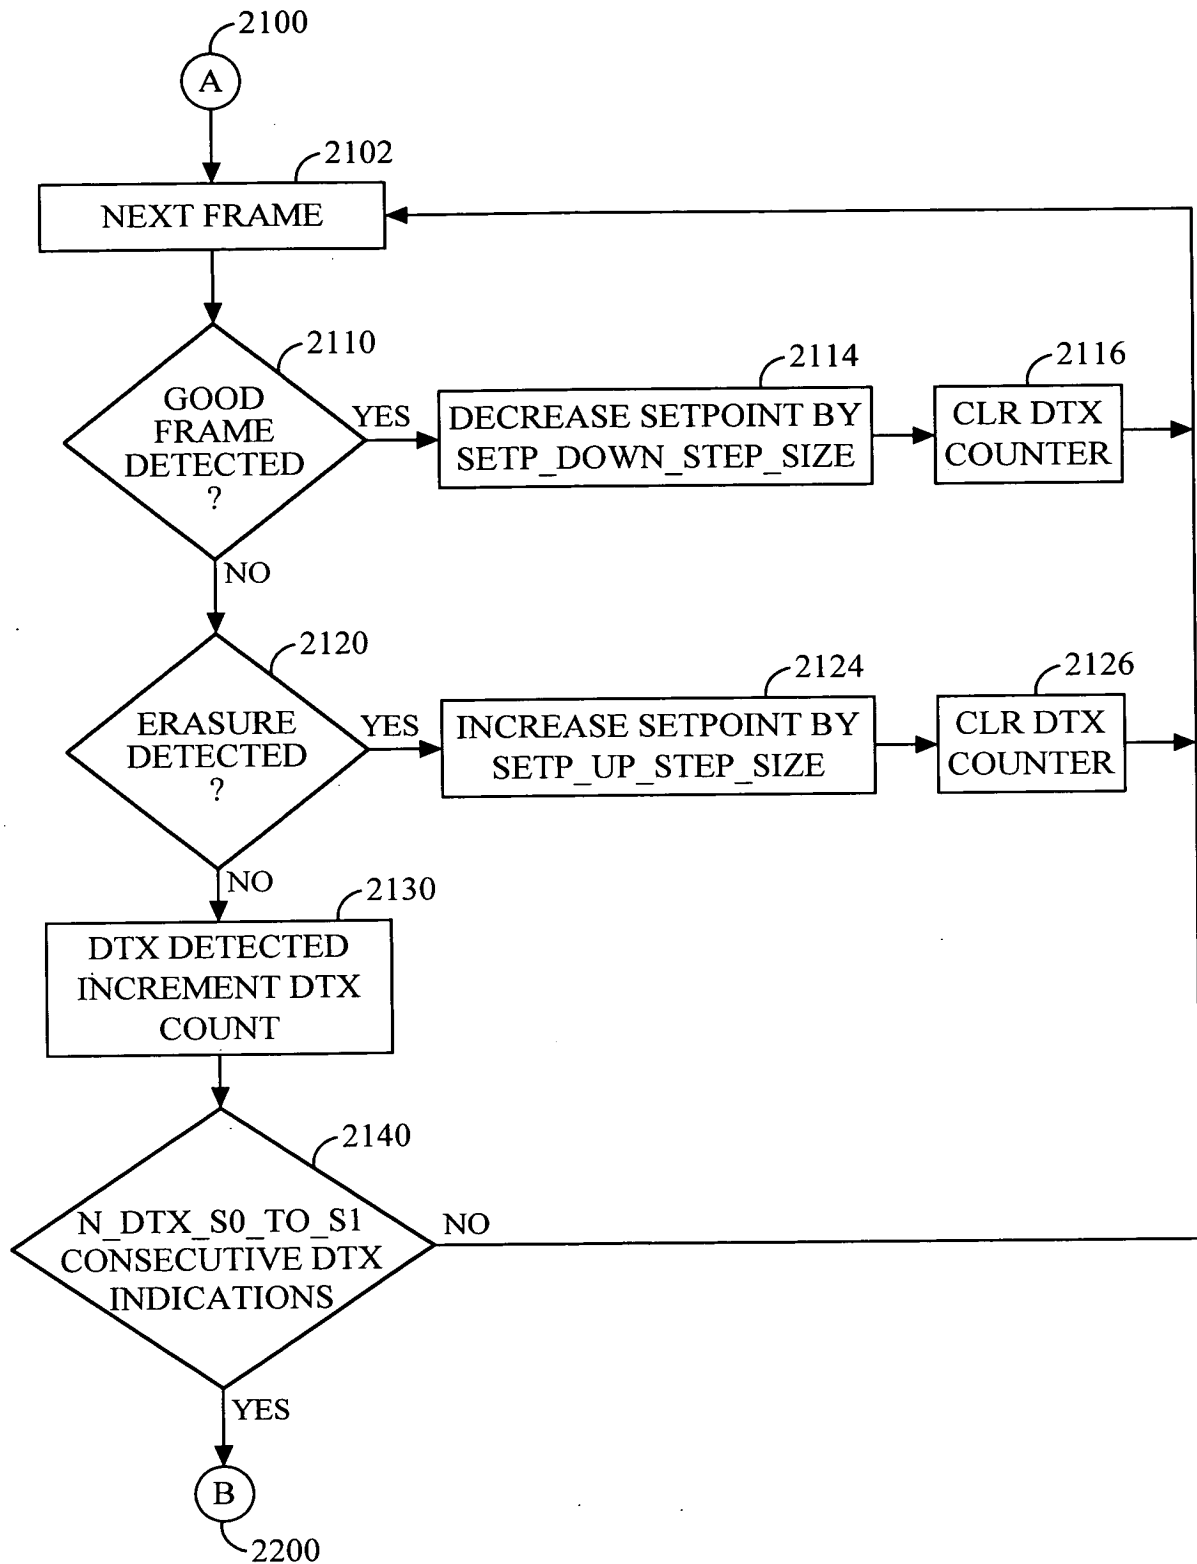 2100
A
2102
NEXT FRAME
2110
GOOD
FRAME
DETECTED
?
YES
2114
DECREASE SETPOINT BY
SETP_DOWN_STEP_SIZE
2116
CLR DTX
COUNTER
NO
2120
ERASURE
DETECTED
?
YES
2124
INCREASE SETPOINT BY
SETP_UP_STEP_SIZE
2126
CLR DTX
COUNTER
NO
2130
DTX DETECTED
INCREMENT DTX
COUNT
2140
N_DTX_S0_TO_S1
CONSECUTIVE DTX
INDICATIONS
NO
YES
B
2200